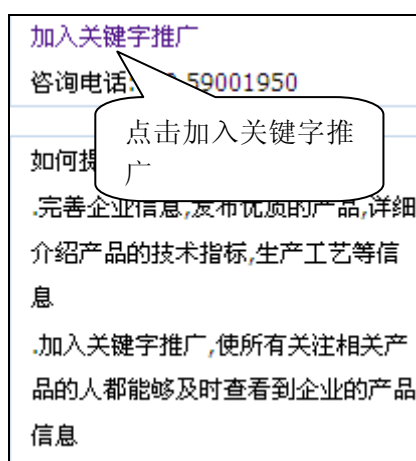 加入关键字推广
咨询电话: 59001950
点击加入关键字推
广
如何提
.完善企业信息,发布优质的产品,详细
介绍产品的技术指标,生产工艺等信
息
.加入关键字推广,使所有关注相关产
品的人都能够及时查看到企业的产品
信息